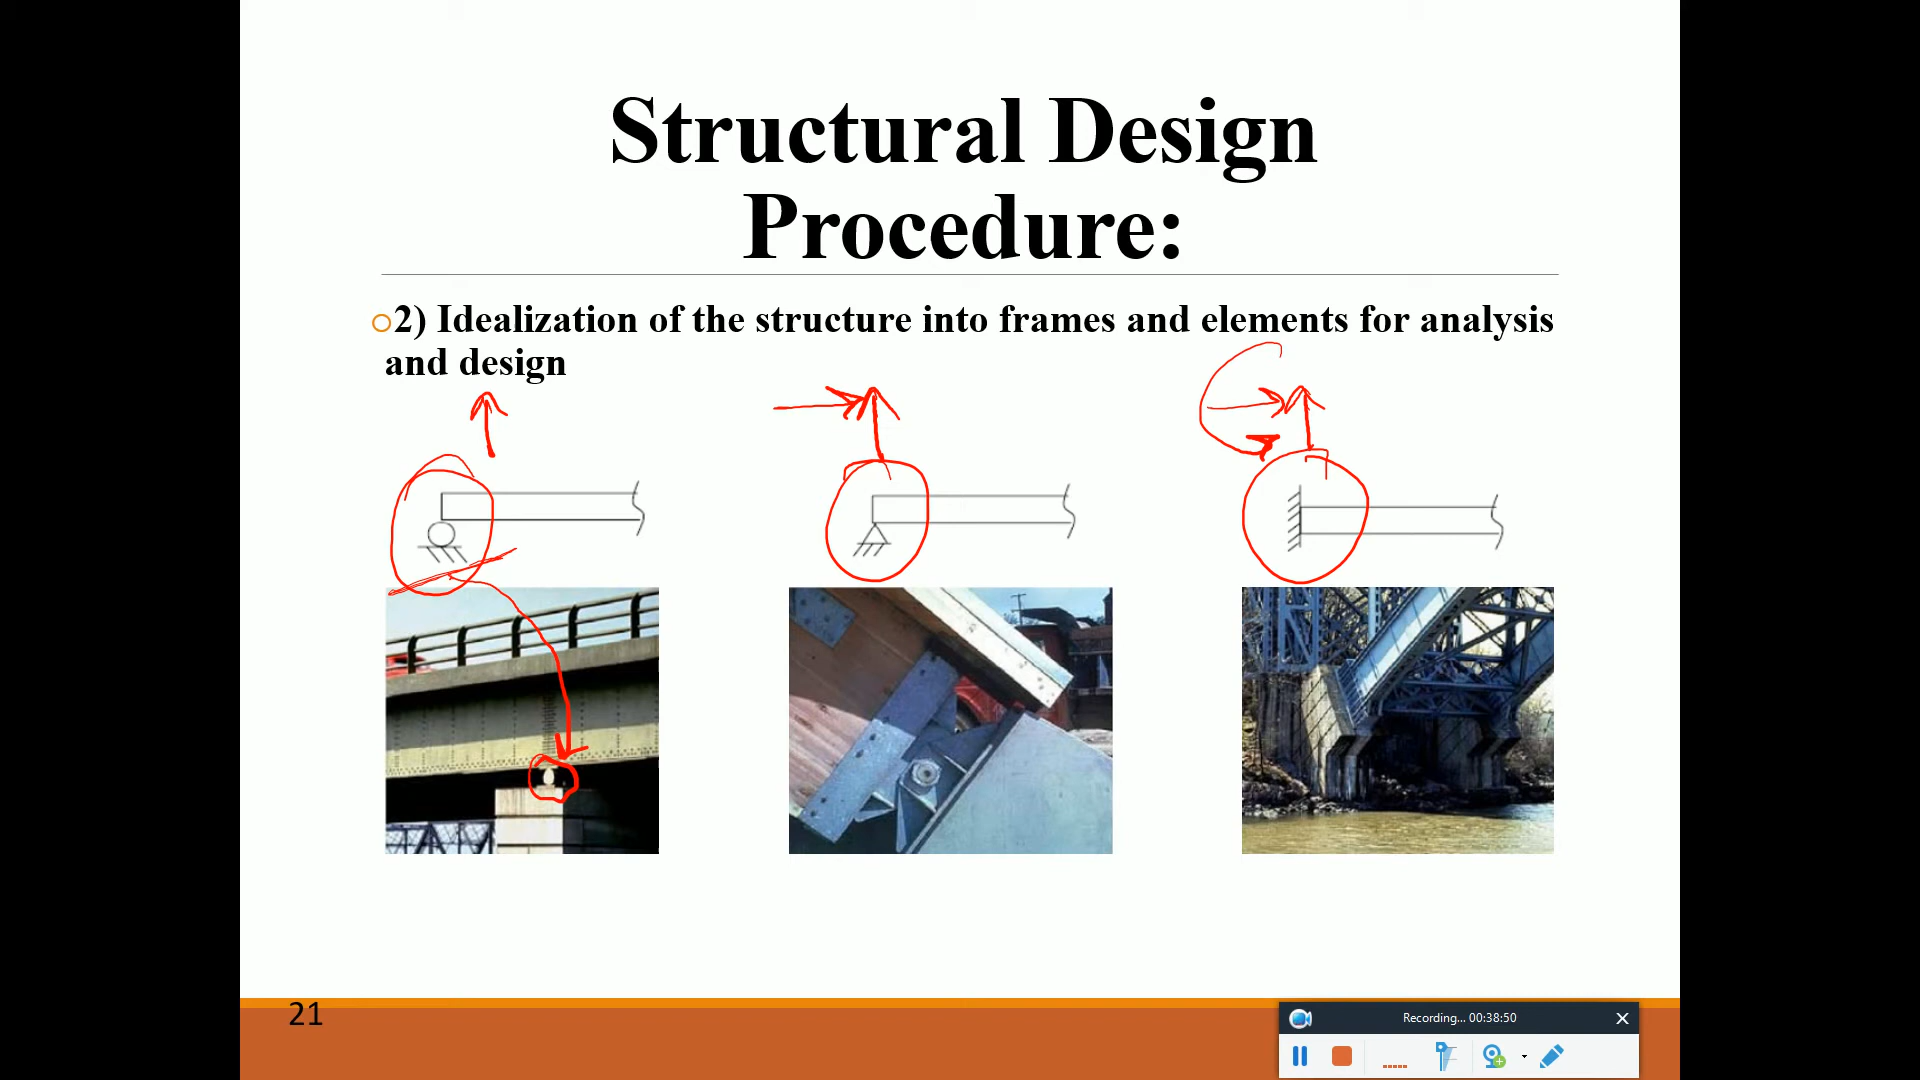 Structural Design
Procedure:
2) Idealization of the structure into frames and elements for analysis
and design
21
Recording... 00:38:50